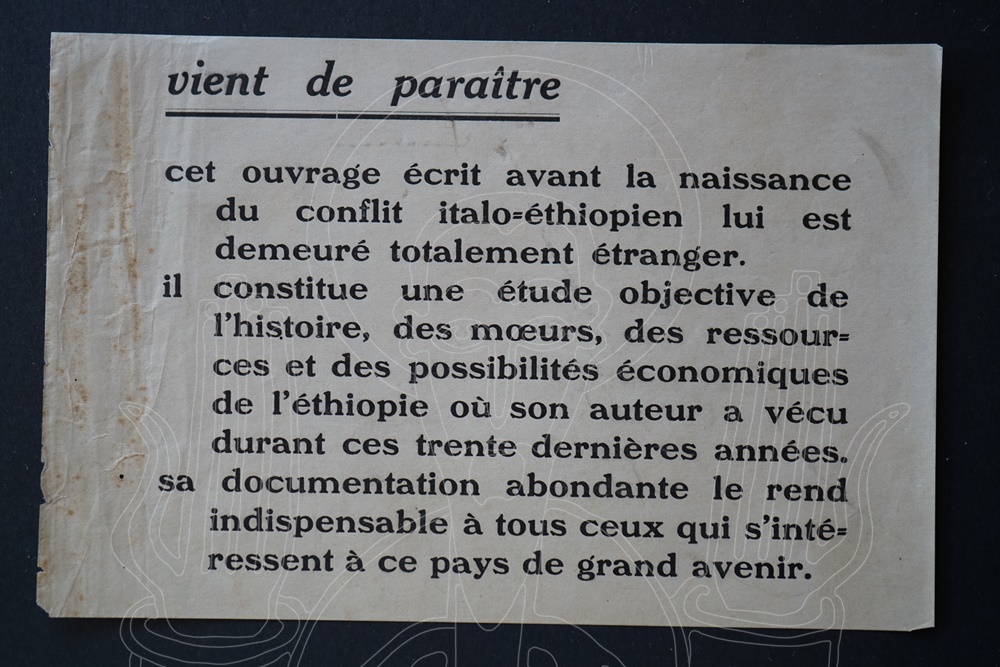 vient de paraître
cet ouvrage écrit avant la naissance
du conflit italo=éthiopien lui est
demeuré totalement étranger.
il constitue une étude objective de
l'histoire, des mœurs, des ressour=
ces et des possibilités économiques
de l'éthiopie où son auteur a vécu
durant ces trente dernières années.
sa documentation abondante le rend
indispensable à tous ceux qui s'inté=
ressent à ce pays de grand avenir.